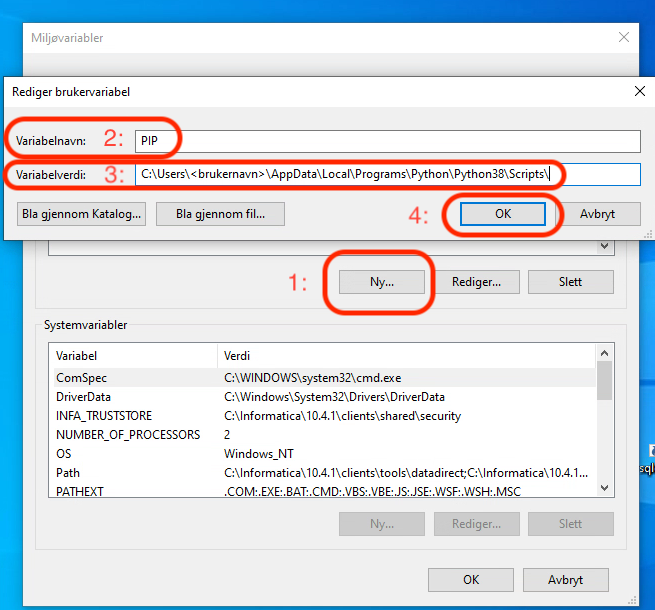 Miljøvariabler
Rediger brukervariabel
Variabelnavn: 2: PIP
Variabelverdi: 3: C:\Users\<brukernavn>\AppData\Local\Programs\Python\Python38\Scripts\
Bla gjennom Katalog... Bla gjennom fil... 4: OK Avbryt
1: Ny... Rediger... Slett
Systemvariabler
Variabel Verdi
ComSpec C:\WINDOWS\system32\cmd.exe
DriverData C:\Windows\System32\Drivers\DriverData
INFA_TRUSTSTORE C:\Informatica\10.4.1\clients\shared\security
NUMBER_OF_PROCESSORS 2
OS Windows_NT
Path C:\Informatica\10.4.1\clients\tools\datadirect;C:\Informatica\10.4.1...
PATHEXT .COM;.EXE;.BAT;.CMD;.VBS;.VBE;.JS;.JSE;.WSF;.WSH;.MSC
sql
Ny... Rediger... Slett
OK Avbryt